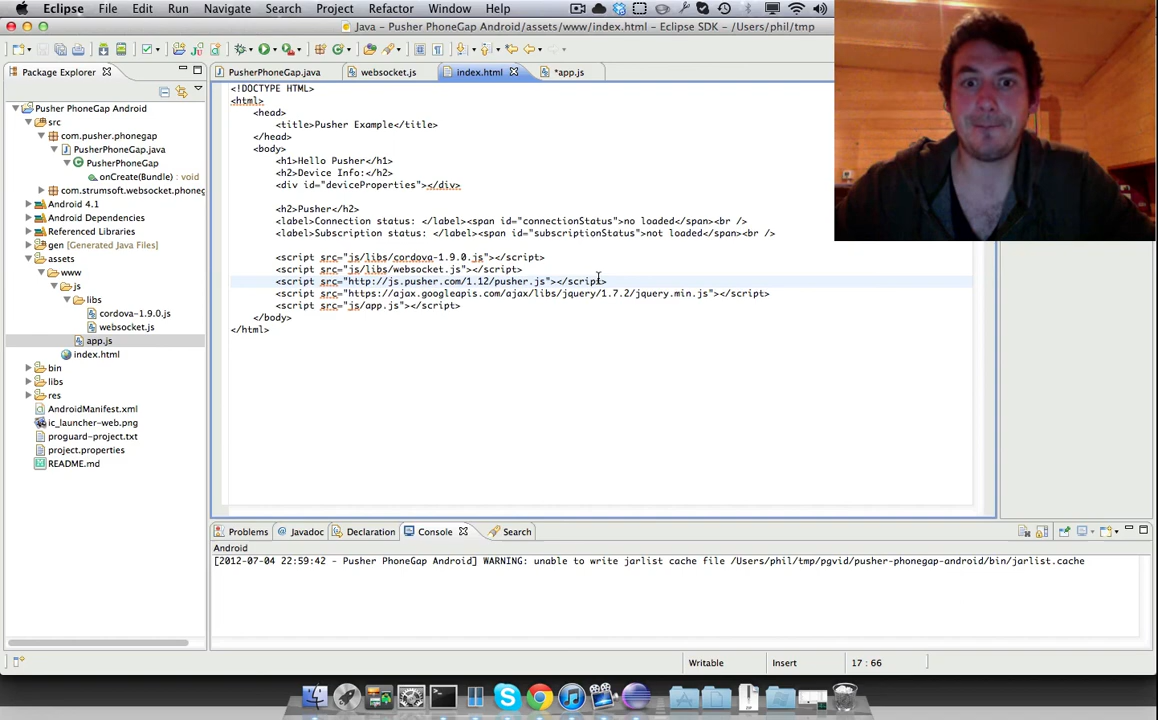 Eclipse File Edit Run Navigate Search Project Refactor Window Help
Java – Pusher PhoneGap Android/assets/www/index.html – Eclipse SDK – /Users/phil/tmp
Package Explorer
PusherPhoneGap.java
websocket.js
index.html
*app.js
Pusher PhoneGap Android
src
com.pusher.phonegap
PusherPhoneGap.java
PusherPhoneGap
onCreate(Bundle) : void
com.strumsoft.websocket.phoneg
Android 4.1
Android Dependencies
Referenced Libraries
gen [Generated Java Files]
assets
www
js
libs
cordova-1.9.0.js
websocket.js
app.js
index.html
bin
libs
res
AndroidManifest.xml
ic_launcher-web.png
proguard-project.txt
project.properties
README.md
<!DOCTYPE HTML>
<html>
<head>
<title>Pusher Example</title>
</head>
<body>
<h1>Hello Pusher</h1>
<h2>Device Info:</h2>
<div id="deviceProperties"></div>
<h2>Pusher</h2>
<label>Connection status: </label><span id="connectionStatus">no loaded</span><br />
<label>Subscription status: </label><span id="subscriptionStatus">not loaded</span><br />
<script src="js/libs/cordova-1.9.0.js"></script>
<script src="js/libs/websocket.js"></script>
<script src="http://js.pusher.com/1.12/pusher.js"></script>
<script src="https://ajax.googleapis.com/ajax/libs/jquery/1.7.2/jquery.min.js"></script>
<script src="js/app.js"></script>
</body>
</html>
Problems @ Javadoc Declaration Console Search
Android
[2012-07-04 22:59:42 - Pusher PhoneGap Android] WARNING: unable to write jarlist cache file /Users/phil/tmp/pgvid/pusher-phonegap-android/bin/jarlist.cache
Writable Insert 17 : 66